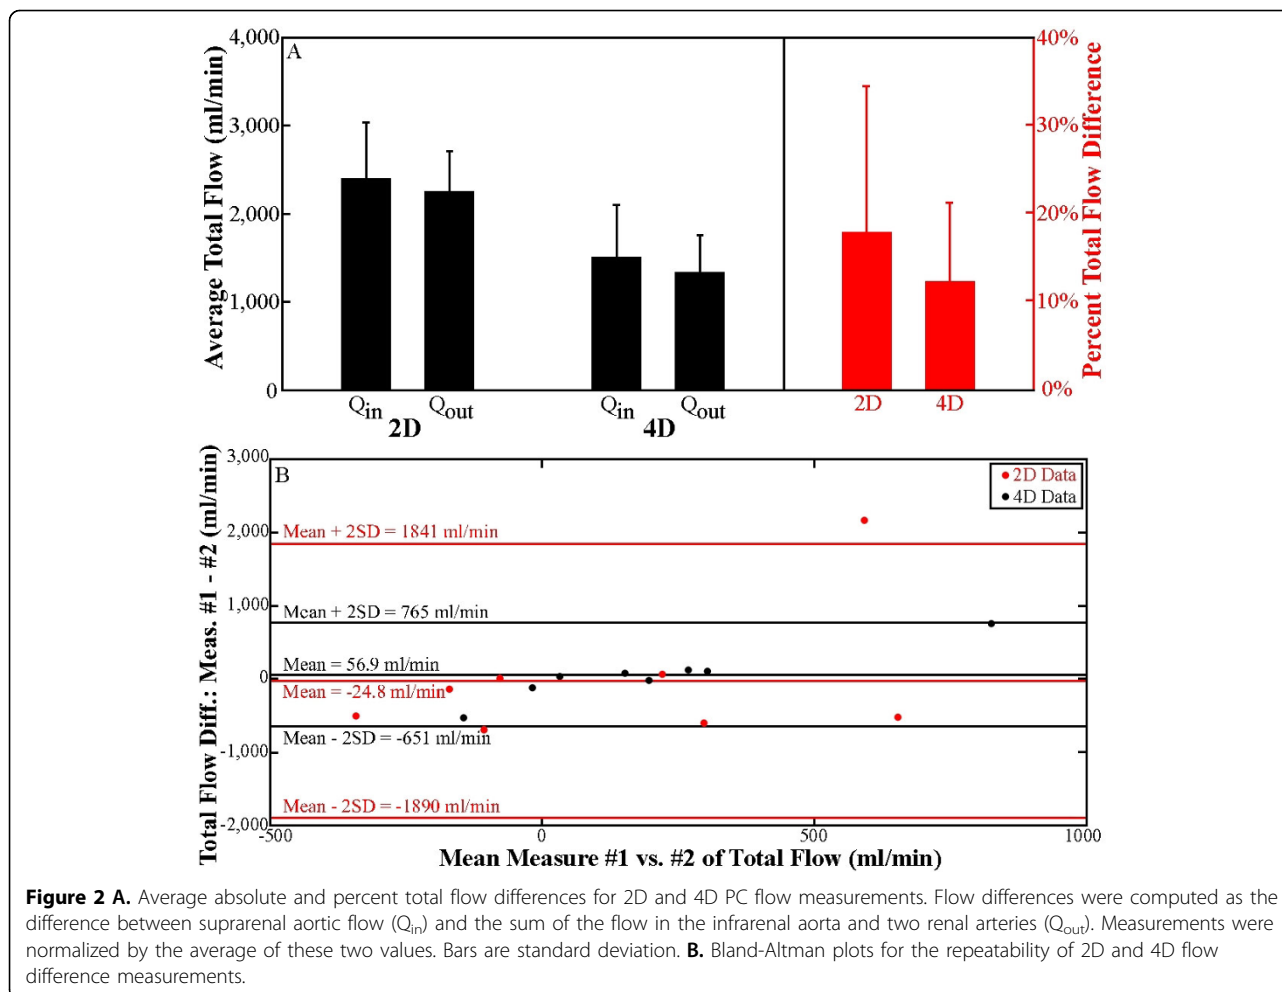 A
Average Total Flow (ml/min)
4,000
3,000
2,000
1,000
0
Qin
Qout
2D
Qin
Qout
4D
2D
4D
40%
30%
20%
10%
0%
Percent Total Flow Difference
B
Total Flow Diff.: Meas. #1 - #2 (ml/min)
3,000
2,000
1,000
0
-1,000
-2,000
2D Data
4D Data
Mean + 2SD = 1841 ml/min
Mean + 2SD = 765 ml/min
Mean = 56.9 ml/min
Mean = -24.8 ml/min
Mean - 2SD = -651 ml/min
Mean - 2SD = -1890 ml/min
-500
0
500
1000
Mean Measure #1 vs. #2 of Total Flow (ml/min)
Figure 2 A. Average absolute and percent total flow differences for 2D and 4D PC flow measurements. Flow differences were computed as the
difference between suprarenal aortic flow (Qin) and the sum of the flow in the infrarenal aorta and two renal arteries (Qout). Measurements were
normalized by the average of these two values. Bars are standard deviation. B. Bland-Altman plots for the repeatability of 2D and 4D flow
difference measurements.